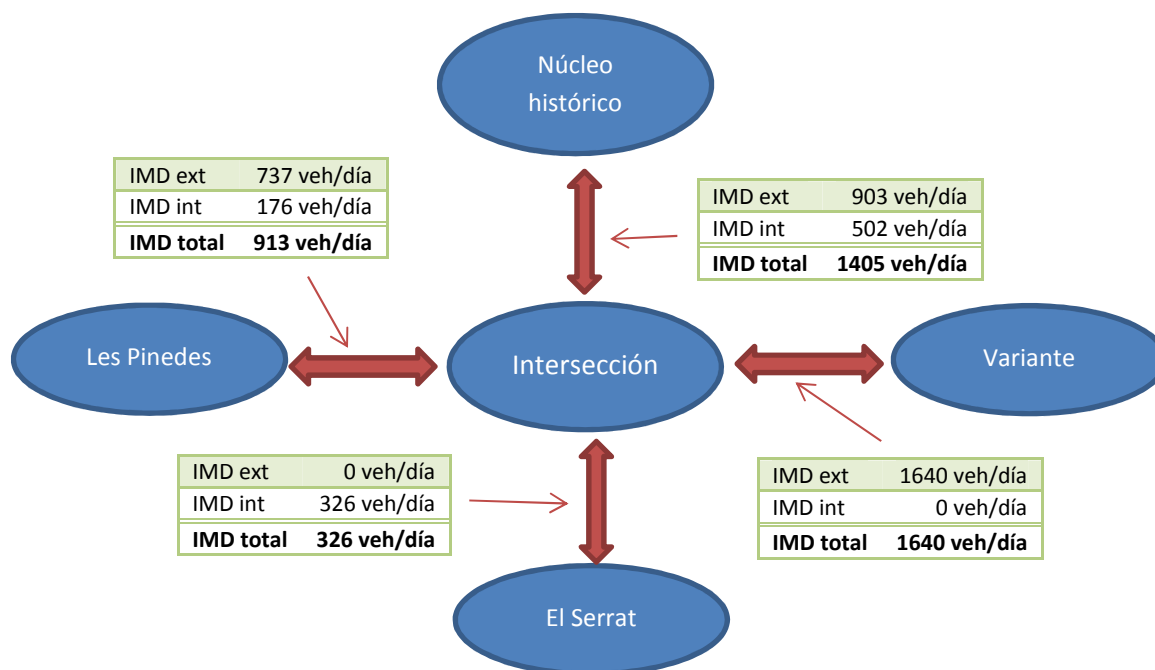 Núcleo
histórico
IMD ext 737 veh/día
IMD int 176 veh/día
IMD total 913 veh/día
IMD ext 903 veh/día
IMD int 502 veh/día
IMD total 1405 veh/día
Les Pinedes
Intersección
Variante
IMD ext 0 veh/día
IMD int 326 veh/día
IMD total 326 veh/día
IMD ext 1640 veh/día
IMD int 0 veh/día
IMD total 1640 veh/día
El Serrat